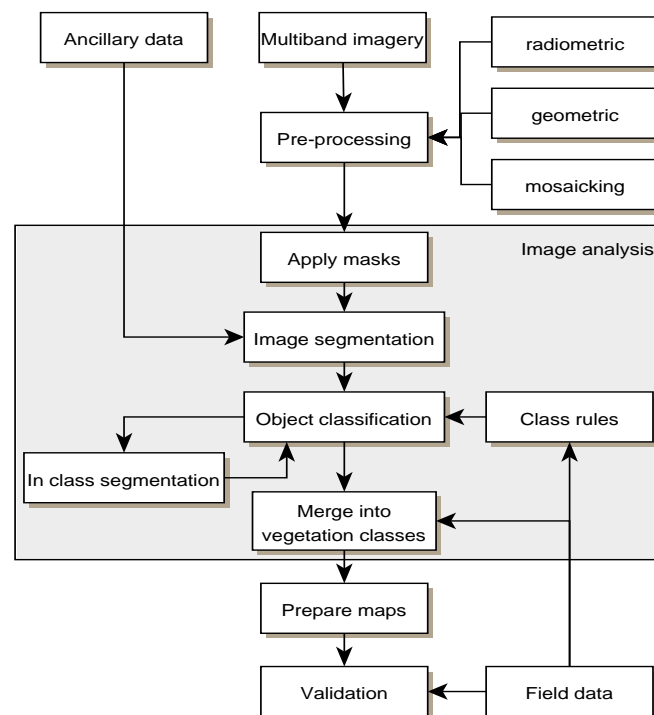 Ancillary data
Multiband imagery
radiometric
Pre-processing
geometric
mosaicking
Image analysis
Apply masks
Image segmentation
Object classification
Class rules
In class segmentation
Merge into
vegetation classes
Prepare maps
Validation
Field data